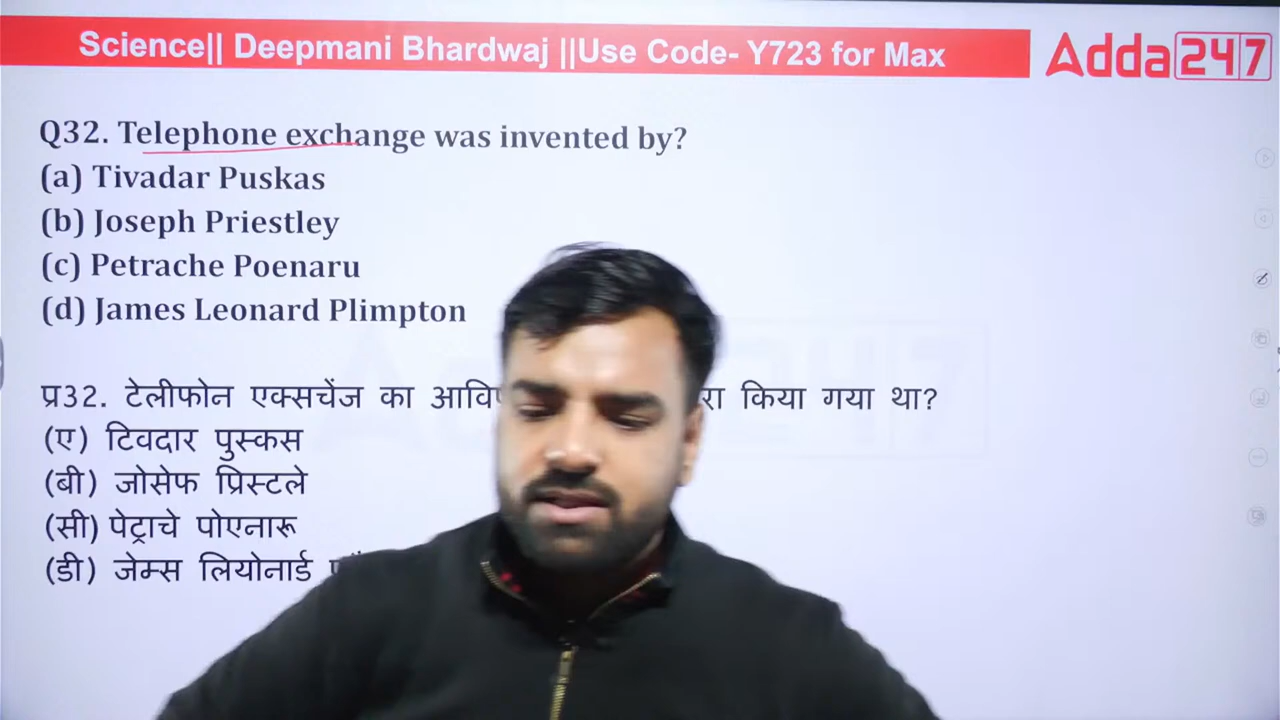 Science|| Deepmani Bhardwaj ||Use Code- Y723 for Max
Adda247
Q32. Telephone exchange was invented by?
(a) Tivadar Puskas
(b) Joseph Priestley
(c) Petrache Poenaru
(d) James Leonard Plimpton
प्र32. टेलीफोन एक्सचेंज का किया गया था?
(ए) टिवदार पुस्कस
(बी) जोसेफ प्रिस्टले
(सी) पेट्राचे पोएनारू
(डी) जेम्स लियोनार्ड